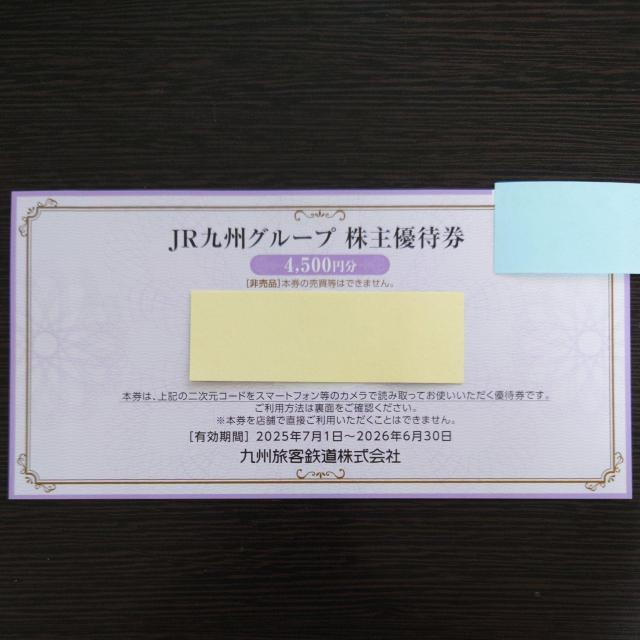 JR九州グループ 株主優待券
4,500円分
[非売品]本券の売買等はできません。
本券は、上記の二次元コードをスマートフォン等のカメラで読み取ってお使いいただく優待券です。
ご利用方法は裏面をご確認ください。
※本券を店舗で直接ご利用いただくことはできません。
[有効期間] 2025年7月1日～2026年6月30日
九州旅客鉄道株式会社